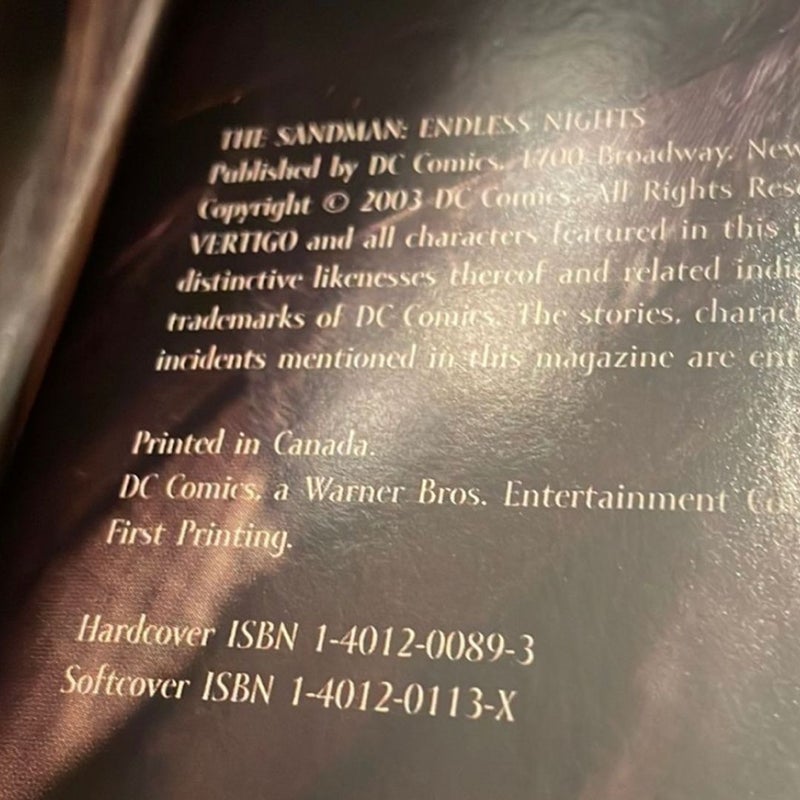 THE SANDMAN: ENDLESS NIGHTS
Published by DC Comics, 1700 Broadway, New
Copyright © 2003 DC Comics. All Rights Res
VERTIGO and all characters featured in this
distinctive likenesses thereof and related indi
trademarks of DC Comics. The stories, charac
incidents mentioned in this magazine are ent
Printed in Canada.
DC Comics, a Warner Bros. Entertainment Co
First Printing.
Hardcover ISBN 1-4012-0089-3
Softcover ISBN 1-4012-0113-X